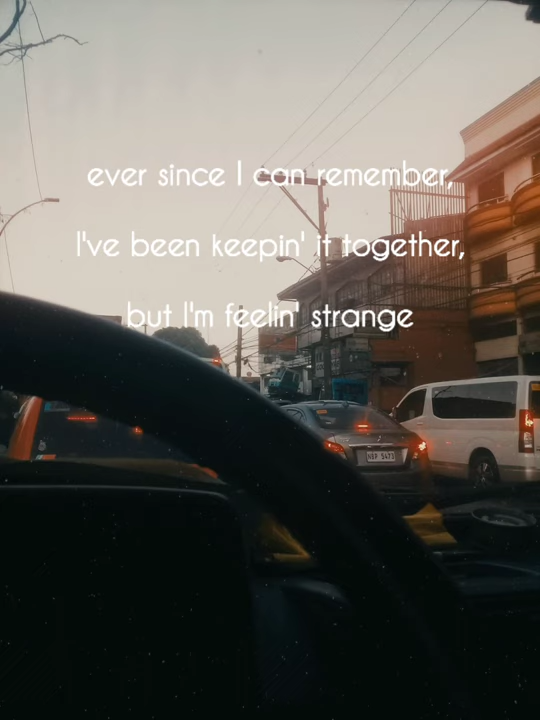 ever since I can remember,
I've been keepin' it together,
but I'm feelin' strange